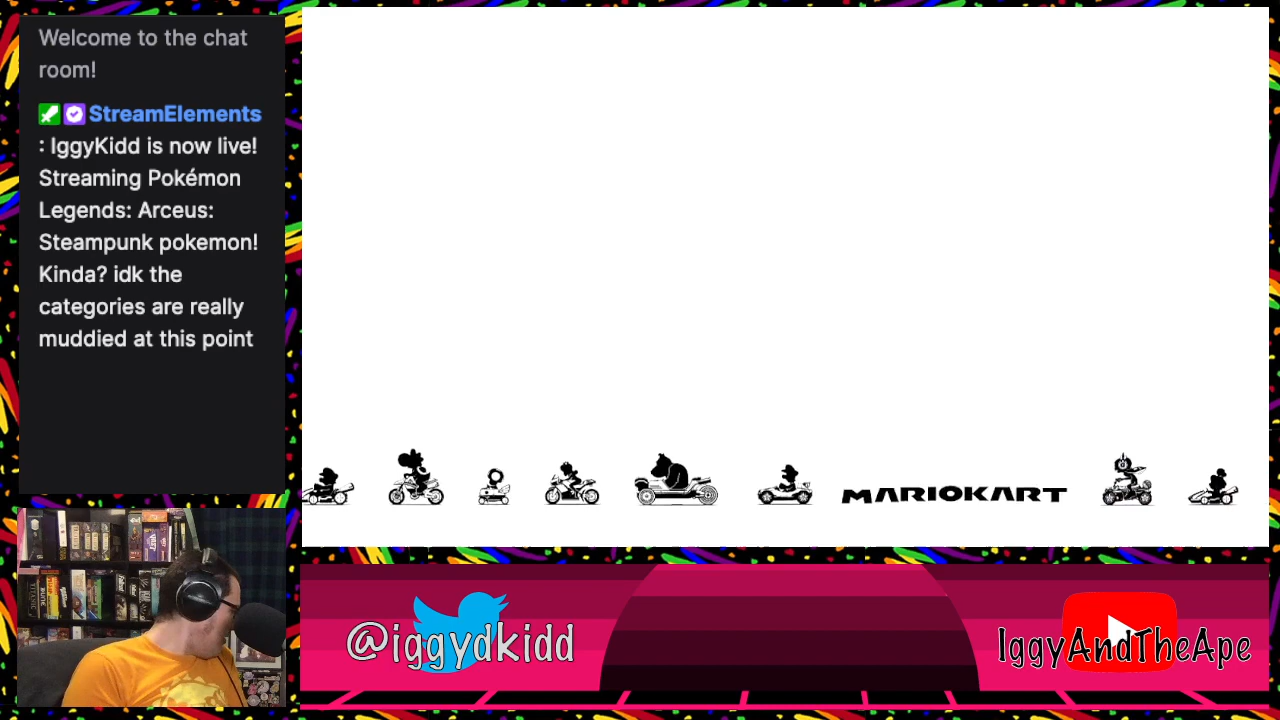 Welcome to the chat
room!
StreamElements
: IggyKidd is now live!
Streaming Pokémon
Legends: Arceus:
Steampunk pokemon!
Kinda? idk the
categories are really
muddied at this point
MARIOKART
@iggydkidd
IggyAndTheApe